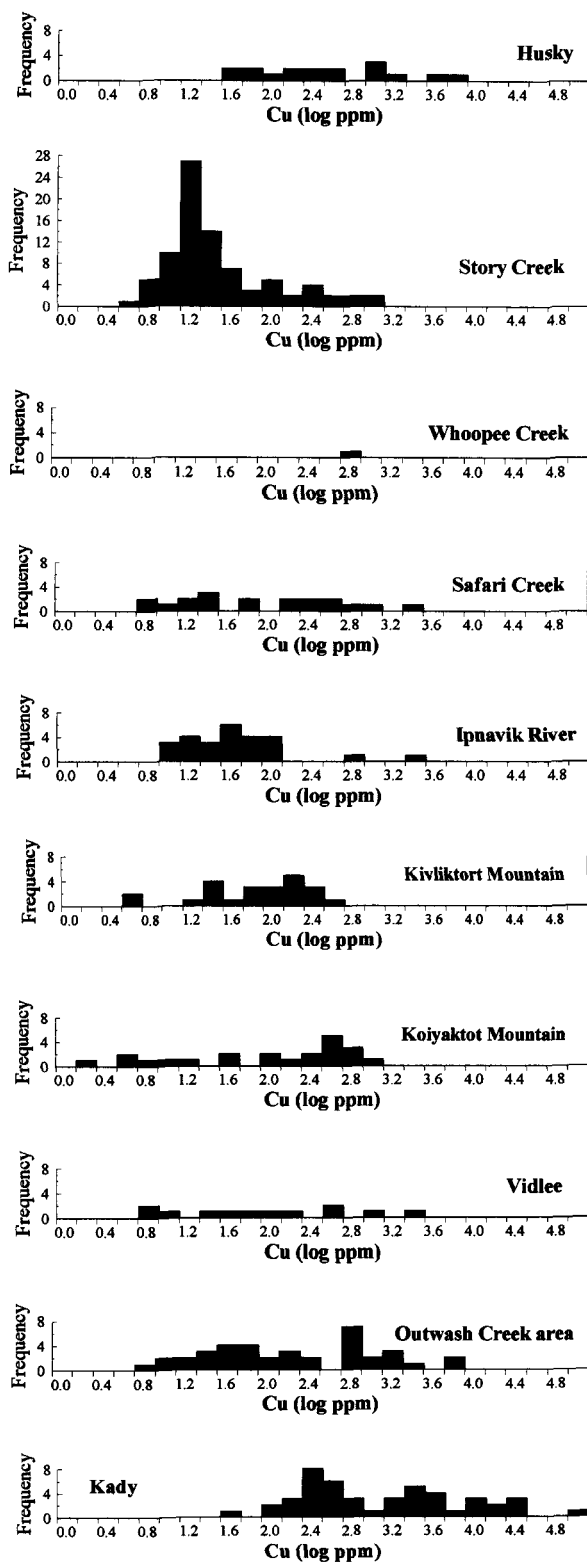 Frequency
8
4
0
Husky
0.0 0.4 0.8 1.2 1.6 2.0 2.4 2.8 3.2 3.6 4.0 4.4 4.8
Cu (log ppm)
Frequency
28
24
20
16
12
8
4
0
Story Creek
0.0 0.4 0.8 1.2 1.6 2.0 2.4 2.8 3.2 3.6 4.0 4.4 4.8
Cu (log ppm)
Frequency
8
4
0
Whoopee Creek
0.0 0.4 0.8 1.2 1.6 2.0 2.4 2.8 3.2 3.6 4.0 4.4 4.8
Cu (log ppm)
Frequency
8
4
0
Safari Creek
0.0 0.4 0.8 1.2 1.6 2.0 2.4 2.8 3.2 3.6 4.0 4.4 4.8
Cu (log ppm)
Frequency
8
4
0
Ipnavik River
0.0 0.4 0.8 1.2 1.6 2.0 2.4 2.8 3.2 3.6 4.0 4.4 4.8
Cu (log ppm)
Frequency
8
4
0
Kivliktort Mountain
0.0 0.4 0.8 1.2 1.6 2.0 2.4 2.8 3.2 3.6 4.0 4.4 4.8
Cu (log ppm)
Frequency
8
4
0
Koiyaktot Mountain
0.0 0.4 0.8 1.2 1.6 2.0 2.4 2.8 3.2 3.6 4.0 4.4 4.8
Cu (log ppm)
Frequency
8
4
0
Vidlee
0.0 0.4 0.8 1.2 1.6 2.0 2.4 2.8 3.2 3.6 4.0 4.4 4.8
Cu (log ppm)
Frequency
8
4
0
Outwash Creek area
0.0 0.4 0.8 1.2 1.6 2.0 2.4 2.8 3.2 3.6 4.0 4.4 4.8
Cu (log ppm)
Frequency
8
4
0
Kady
0.0 0.4 0.8 1.2 1.6 2.0 2.4 2.8 3.2 3.6 4.0 4.4 4.8
Cu (log ppm)